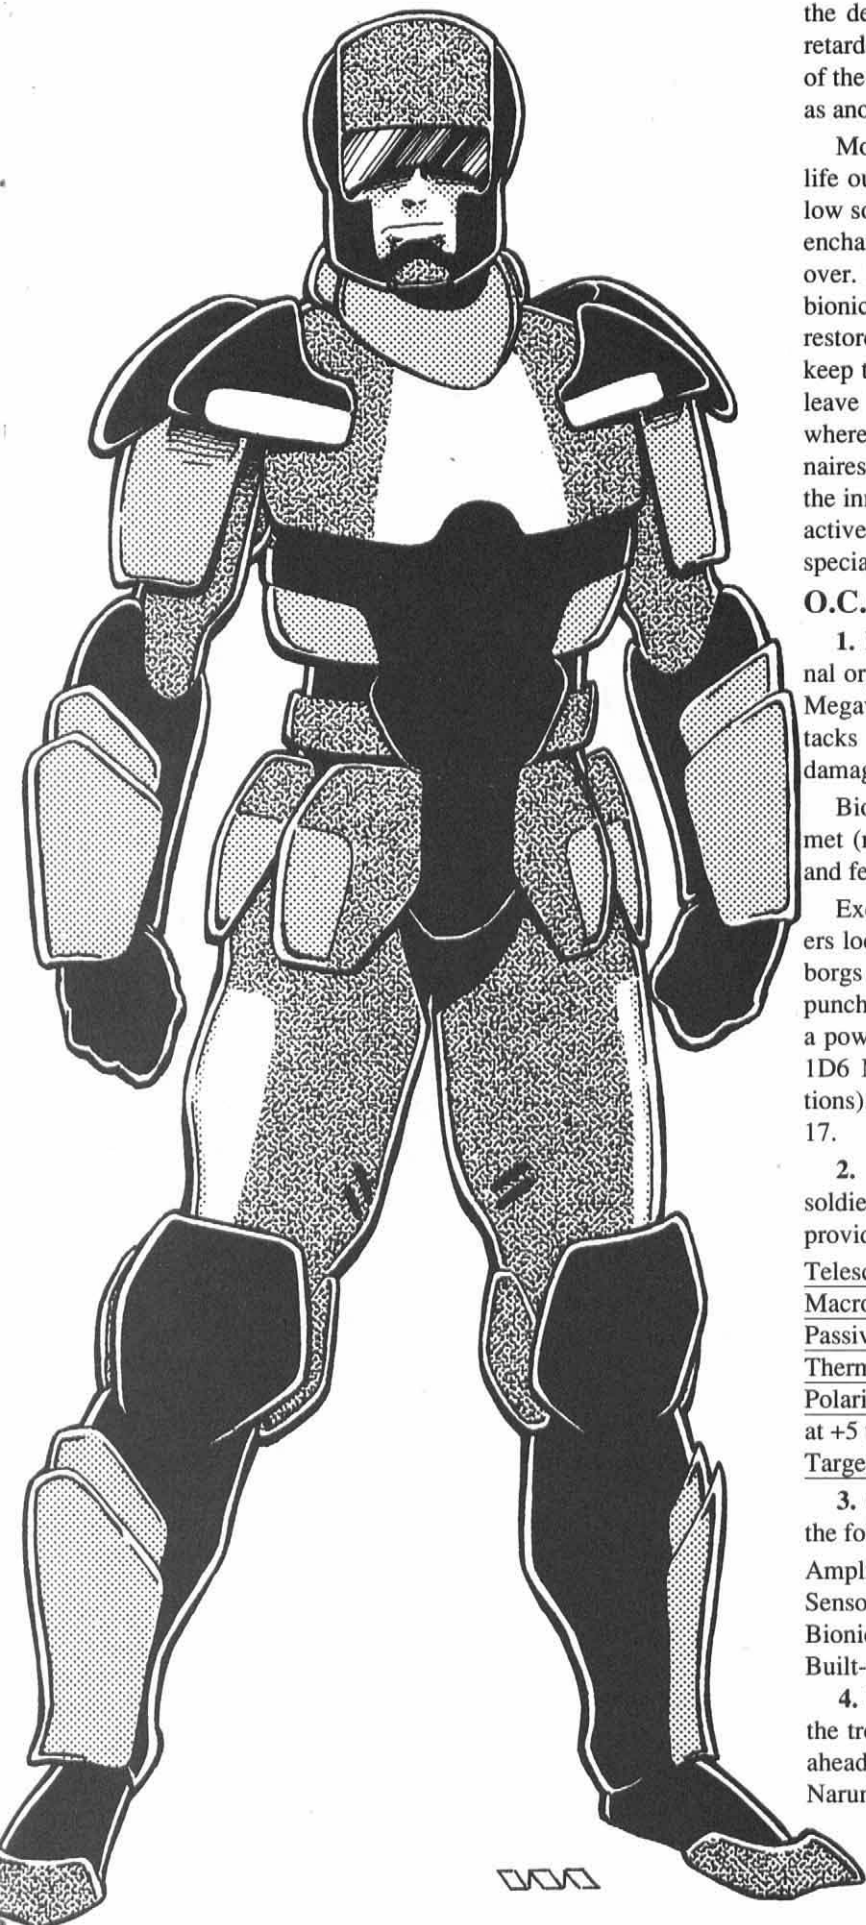 the de
retard
of the
as ano
Mo
life ou
low so
encha
over.
bionic
restore
keep t
leave
where
naires
the inn
active
specia
O.C.
1.
nal or
Megav
tacks
damag
Bio
met (n
and fe
Exo
ers loo
borgs
punch
a pow
1D6 M
tions)
17.
2.
soldie
provid
Telesc
Macro
Passiv
Therm
Polari
at +5
Targe
3.
the fo
Ampl
Senso
Bionic
Built-
4.
the tre
ahead
Narun